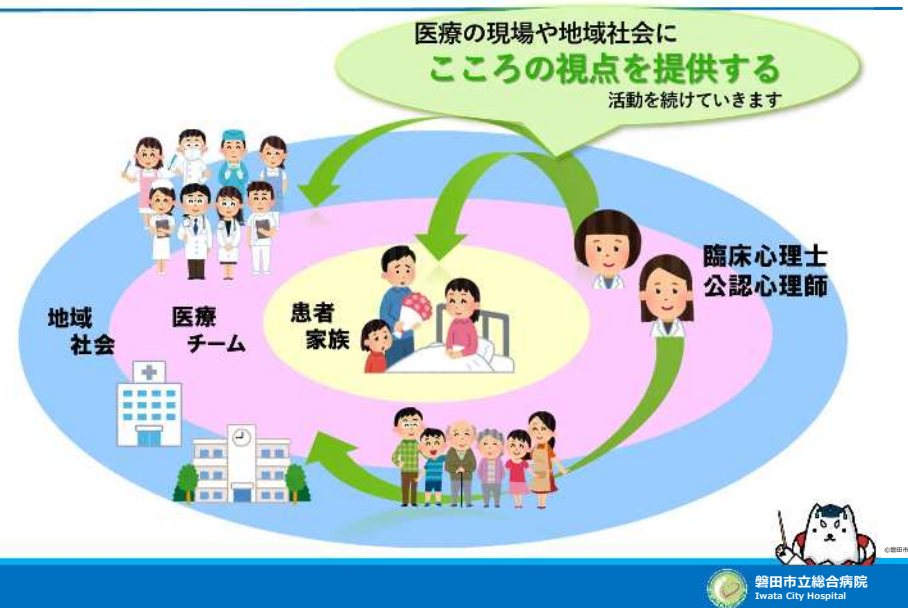 医療の現場や地域社会に
こころの視点を提供する
活動を続けていきます
臨床心理士
公認心理師
地域
社会
医療
チーム
患者
家族
©磐田市
磐田市立総合病院
Iwata City Hospital